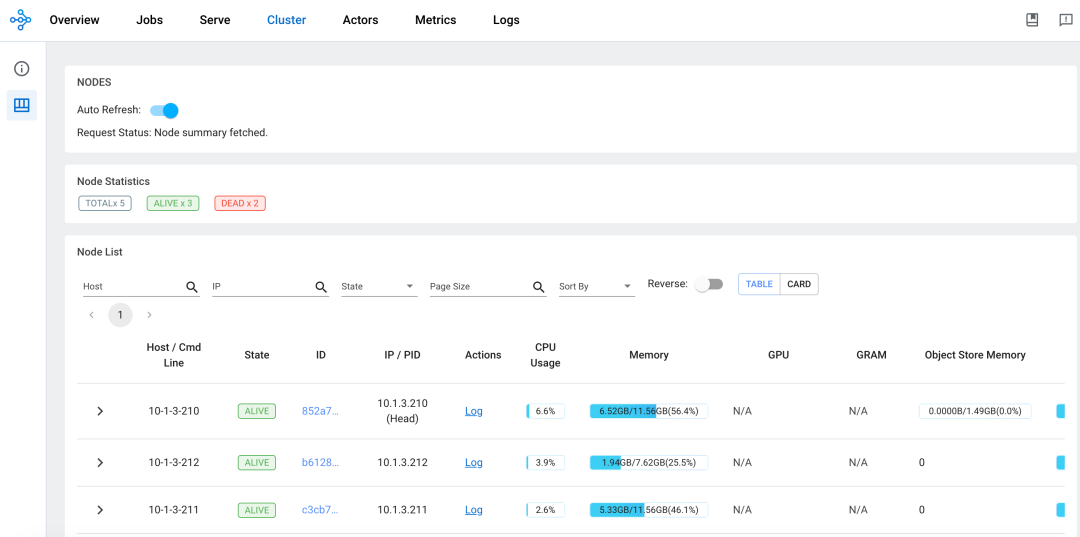 Overview Jobs Serve Cluster Actors Metrics Logs
NODES
Auto Refresh:
Request Status: Node summary fetched.
Node Statistics
TOTALx 5 ALIVE x 3 DEAD x 2
Node List
Host IP State Page Size Sort By Reverse: TABLE CARD
1
Host / Cmd Line State ID IP / PID Actions CPU Usage Memory GPU GRAM Object Store Memory
10-1-3-210 ALIVE 852a7... 10.1.3.210 (Head) Log 6.6% 6.52GB/11.56GB(56.4%) N/A N/A 0.0000B/1.49GB(0.0%)
10-1-3-212 ALIVE b6128... 10.1.3.212 Log 3.9% 1.94GB/7.62GB(25.5%) N/A N/A 0
10-1-3-211 ALIVE c3cb7... 10.1.3.211 Log 2.6% 5.33GB/11.56GB(46.1%) N/A N/A 0